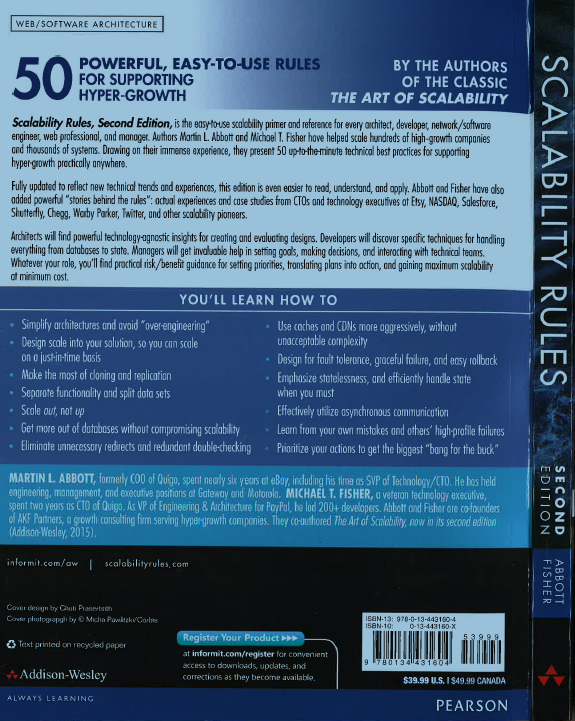 WEB/SOFTWARE ARCHITECTURE
50 POWERFUL, EASY-TO-USE RULES
FOR SUPPORTING
HYPER-GROWTH
BY THE AUTHORS
OF THE CLASSIC
THE ART OF SCALABILITY
Scalability Rules, Second Edition, is the easy-to-use scalability primer and reference for every architect, developer, network/software
engineer, web professional, and manager. Authors Martin L. Abbott and Michael T. Fisher have helped scale hundreds of high-growth companies
and thousands of systems. Drawing on their immense experience, they present 50 up-to-the-minute technical best practices for supporting
hyper-growth practically anywhere.
Fully updated to reflect new technical trends and experiences, this edition is even easier to read, understand, and apply. Abbott and Fisher have also
added powerful "stories behind the rules": actual experiences and case studies from CTOs and technology executives at Etsy, NASDAQ, Salesforce,
Shutterfly, Chegg, Warby Parker, Twitter, and other scalability pioneers.
Architects will find powerful technology-agnostic insights for creating and evaluating designs. Developers will discover specific techniques for handling
everything from databases to state. Managers will get invaluable help in setting goals, making decisions, and interacting with technical teams.
Whatever your role, you'll find practical risk/benefit guidance for setting priorities, translating plans into action, and gaining maximum scalability
at minimum cost.
YOU'LL LEARN HOW TO
• Simplify architectures and avoid "over-engineering"
• Design scale into your solution, so you can scale
on a just-in-time basis
• Make the most of cloning and replication
• Separate functionality and split data sets
• Scale out, not up
• Get more out of databases without compromising scalability
• Eliminate unnecessary redirects and redundant double-checking
• Use caches and CDNs more aggressively, without
unacceptable complexity
• Design for fault tolerance, graceful failure, and easy rollback
• Emphasize statelessness, and efficiently handle state
when you must
• Effectively utilize asynchronous communication
• Learn from your own mistakes and others' high-profile failures
• Prioritize your actions to get the biggest "bang for the buck"
MARTIN L. ABBOTT, formerly COO of Quigo, spent nearly six years at eBay, including his time as SVP of Technology/CTO. He has held
engineering, management, and executive positions at Gateway and Motorola. MICHAEL T. FISHER, a veteran technology executive,
spent two years as CTO of Quigo. As VP of Engineering & Architecture for PayPal, he led 200+ developers. Abbott and Fisher are co-founders
of AKF Partners, a growth consulting firm serving hyper-growth companies. They co-authored The Art of Scalability, now in its second edition
(Addison-Wesley, 2015).
informit.com/aw | scalabilityrules.com
Cover design by Chuti Prasertsith
Cover photograpgh by © Micha Pawlitzki/Corbis
Text printed on recycled paper
Addison-Wesley
ALWAYS LEARNING
Register Your Product ►►►
at informit.com/register for convenient
access to downloads, updates, and
corrections as they become available.
ISBN-13: 978-0-13-443160-4
ISBN-10: 0-13-443160-X
5 3 9 9 9
9 780134 431604
$39.99 U.S. | $49.99 CANADA
PEARSON
SCALABILITY RULES
SECOND
EDITION
ABBOTT
FISHER